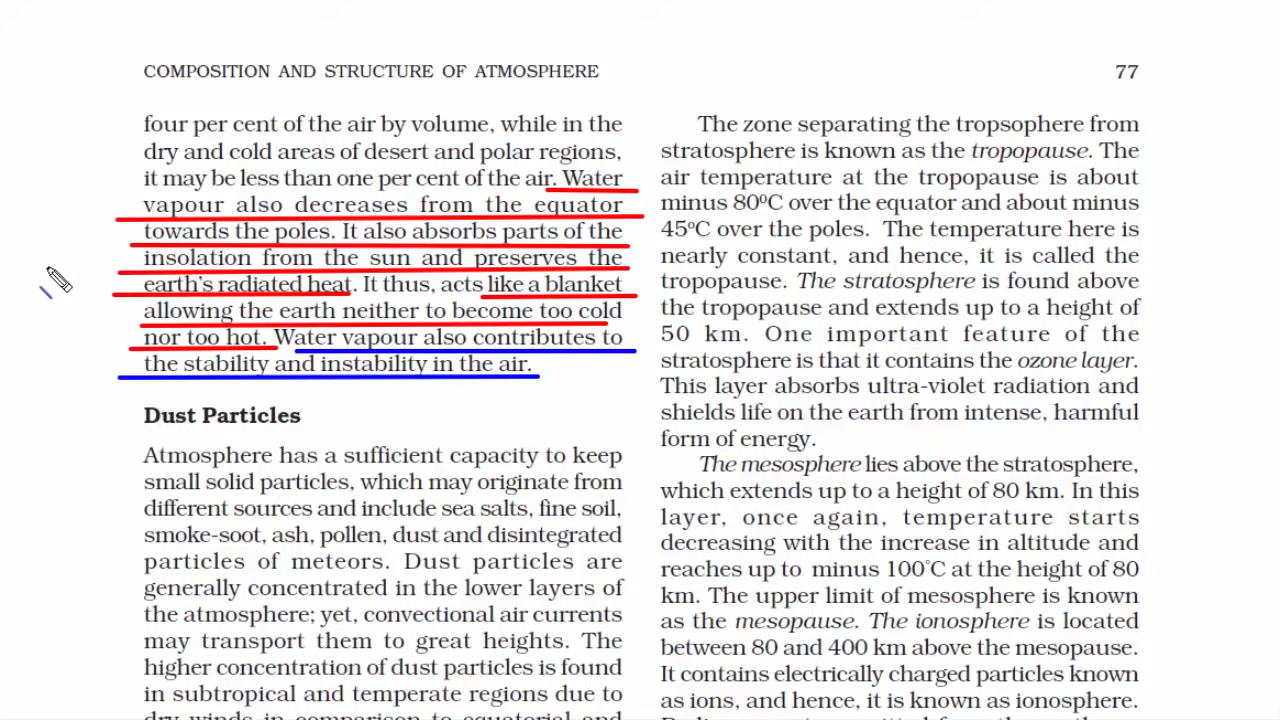 COMPOSITION AND STRUCTURE OF ATMOSPHERE 77
four per cent of the air by volume, while in the
dry and cold areas of desert and polar regions,
it may be less than one per cent of the air. Water
vapour also decreases from the equator
towards the poles. It also absorbs parts of the
insolation from the sun and preserves the
earth's radiated heat. It thus, acts like a blanket
allowing the earth neither to become too cold
nor too hot. Water vapour also contributes to
the stability and instability in the air.
Dust Particles
Atmosphere has a sufficient capacity to keep
small solid particles, which may originate from
different sources and include sea salts, fine soil,
smoke-soot, ash, pollen, dust and disintegrated
particles of meteors. Dust particles are
generally concentrated in the lower layers of
the atmosphere; yet, convectional air currents
may transport them to great heights. The
higher concentration of dust particles is found
in subtropical and temperate regions due to
dry winds in comparison to equatorial and
The zone separating the tropsophere from
stratosphere is known as the tropopause. The
air temperature at the tropopause is about
minus 80⁰C over the equator and about minus
45⁰C over the poles. The temperature here is
nearly constant, and hence, it is called the
tropopause. The stratosphere is found above
the tropopause and extends up to a height of
50 km. One important feature of the
stratosphere is that it contains the ozone layer.
This layer absorbs ultra-violet radiation and
shields life on the earth from intense, harmful
form of energy.
The mesosphere lies above the stratosphere,
which extends up to a height of 80 km. In this
layer, once again, temperature starts
decreasing with the increase in altitude and
reaches up to minus 100°C at the height of 80
km. The upper limit of mesosphere is known
as the mesopause. The ionosphere is located
between 80 and 400 km above the mesopause.
It contains electrically charged particles known
as ions, and hence, it is known as ionosphere.